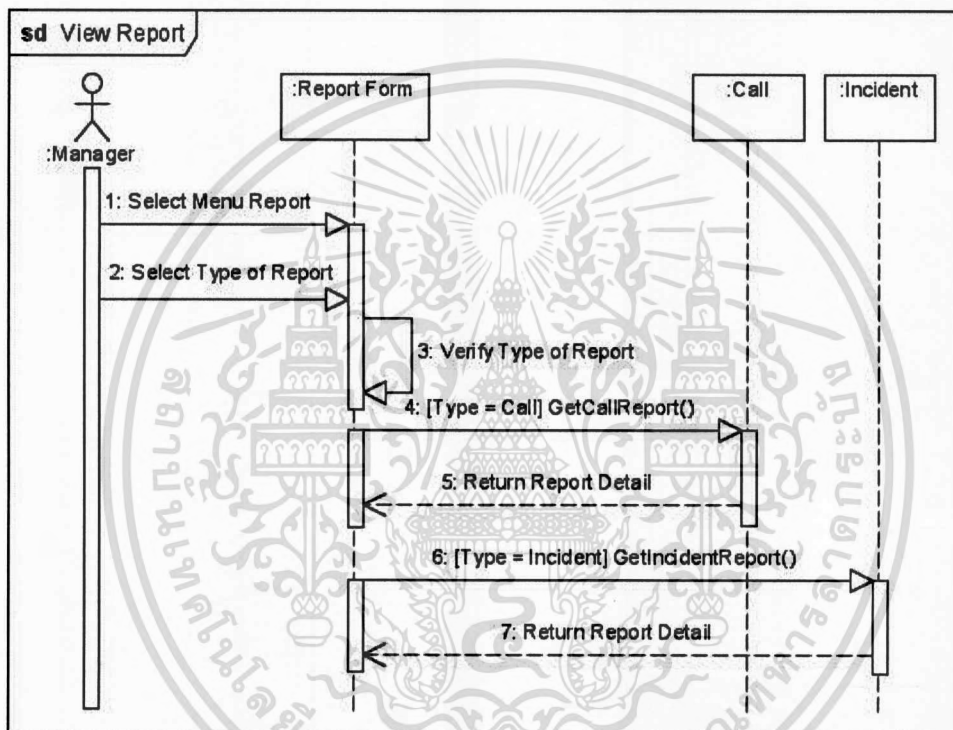 sd View Report
:Manager
:Report Form
:Call
:Incident
1: Select Menu Report
2: Select Type of Report
3: Verify Type of Report
4: [Type = Call] GetCallReport()
5: Return Report Detail
6: [Type = Incident] GetIncidentReport()
7: Return Report Detail